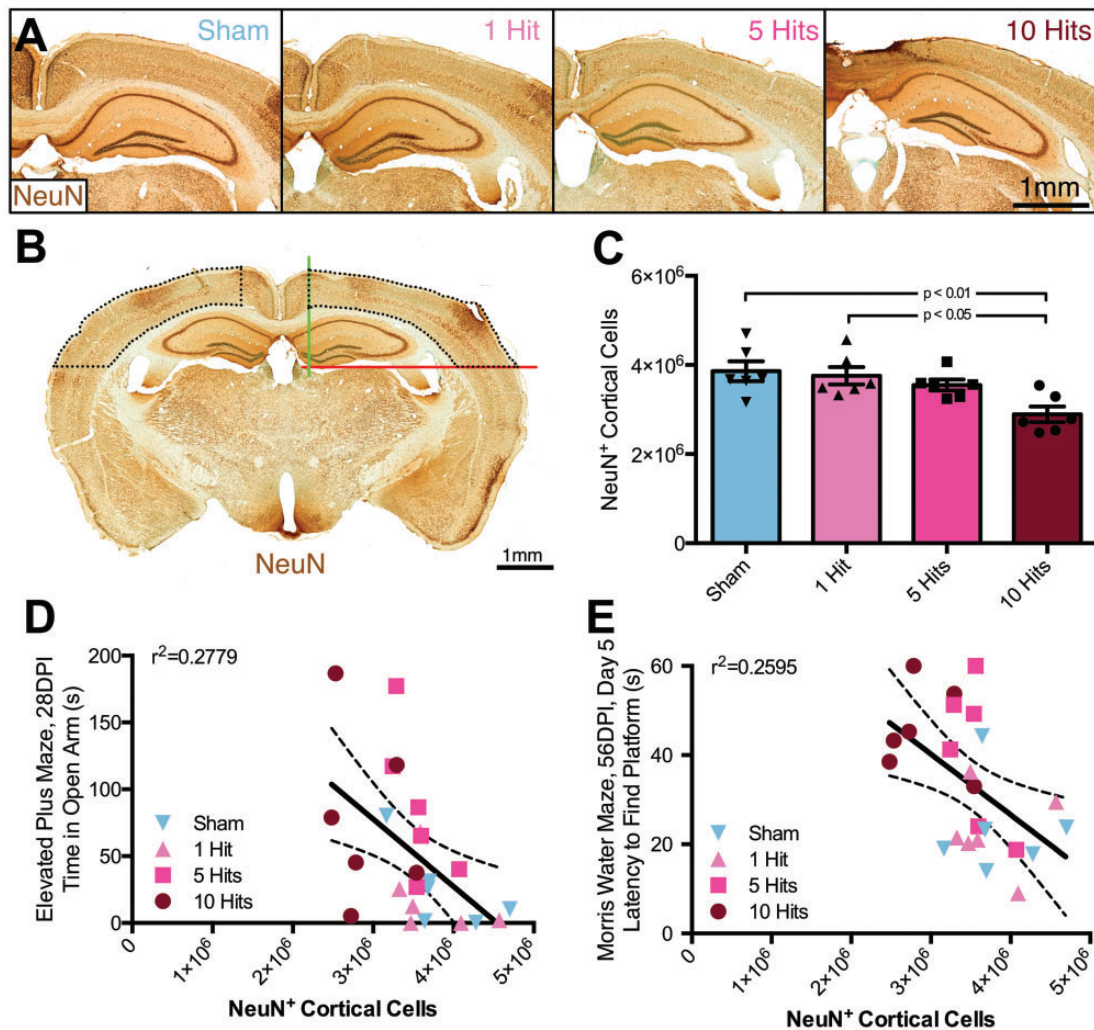 A
Sham
1 Hit
5 Hits
10 Hits
NeuN
1mm
B
NeuN
1mm
C
NeuN⁺ Cortical Cells
6×10⁶
4×10⁶
2×10⁶
0
p < 0.01
p < 0.05
Sham
1 Hit
5 Hits
10 Hits
D
r²=0.2779
Elevated Plus Maze, 28DPI
Time in Open Arm (s)
200
150
100
50
0
Sham
1 Hit
5 Hits
10 Hits
0
1×10⁶
2×10⁶
3×10⁶
4×10⁶
5×10⁶
NeuN⁺ Cortical Cells
E
r²=0.2595
Morris Water Maze, 56DPI, Day 5
Latency to Find Platform (s)
60
40
20
0
Sham
1 Hit
5 Hits
10 Hits
0
1×10⁶
2×10⁶
3×10⁶
4×10⁶
5×10⁶
NeuN⁺ Cortical Cells